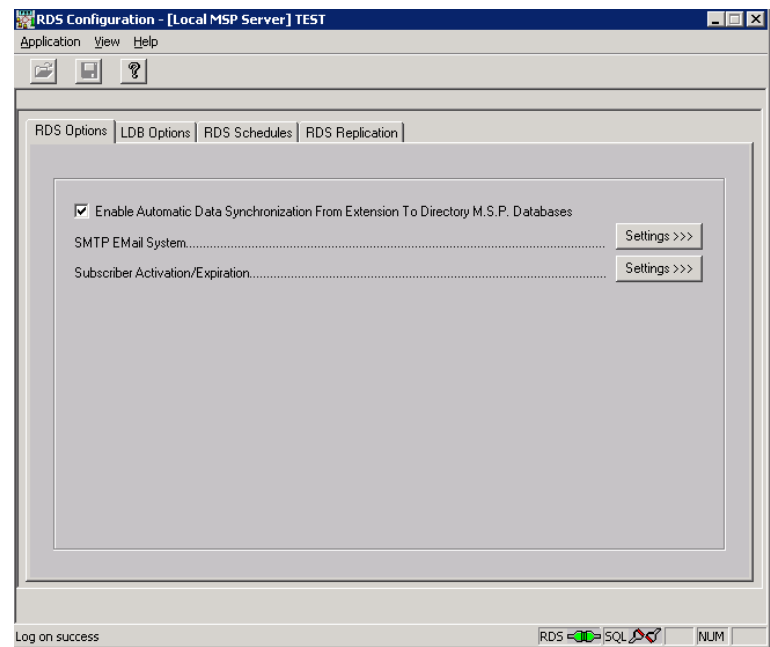 RDS Configuration - [Local MSP Server] TEST
Application View Help
RDS Options LDB Options RDS Schedules RDS Replication
Enable Automatic Data Synchronization From Extension To Directory M.S.P. Databases
SMTP EMail System................................................................ Settings >>>
Subscriber Activation/Expiration................................................................ Settings >>>
Log on success RDS SQL NUM